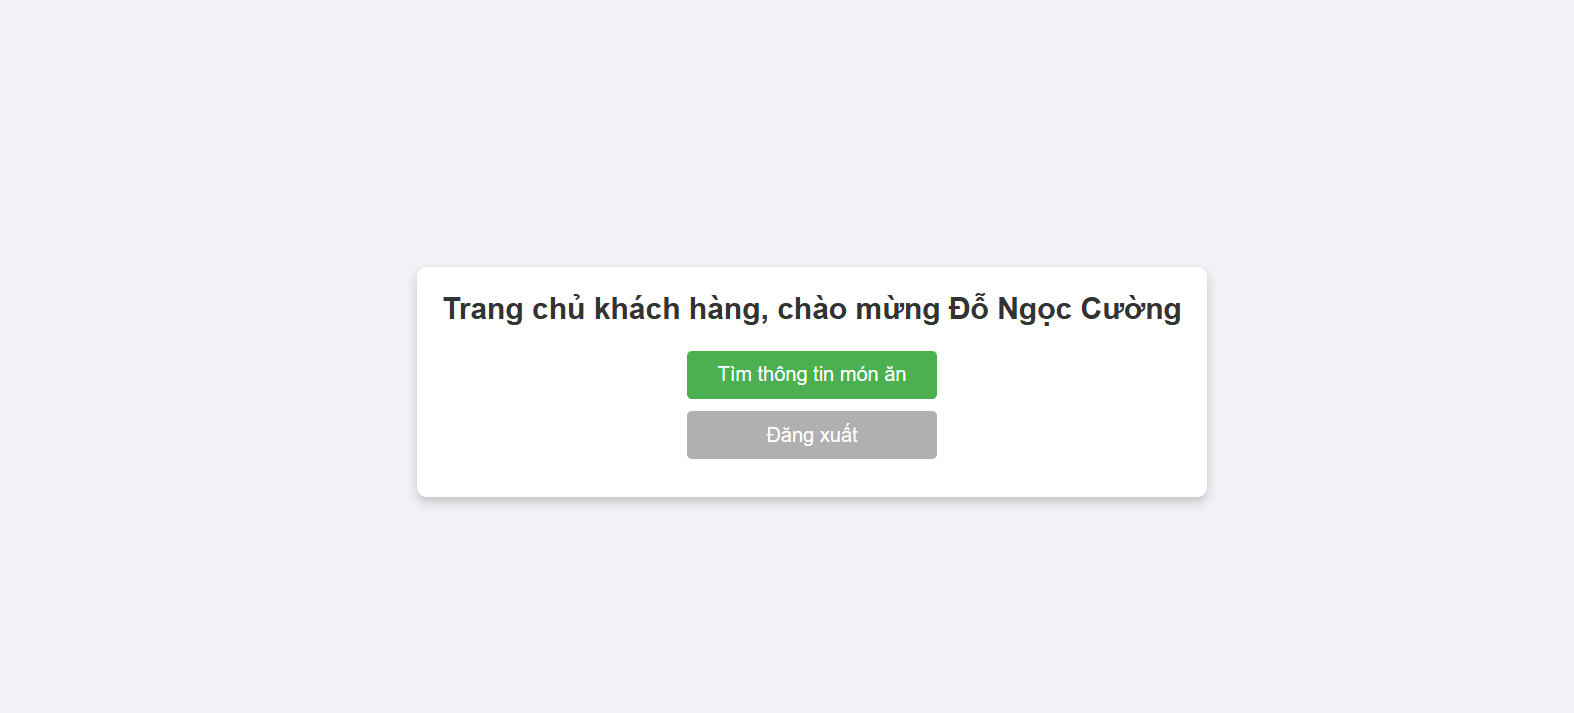 Trang chủ khách hàng, chào mừng Đỗ Ngọc Cường
Tìm thông tin món ăn
Đăng xuất